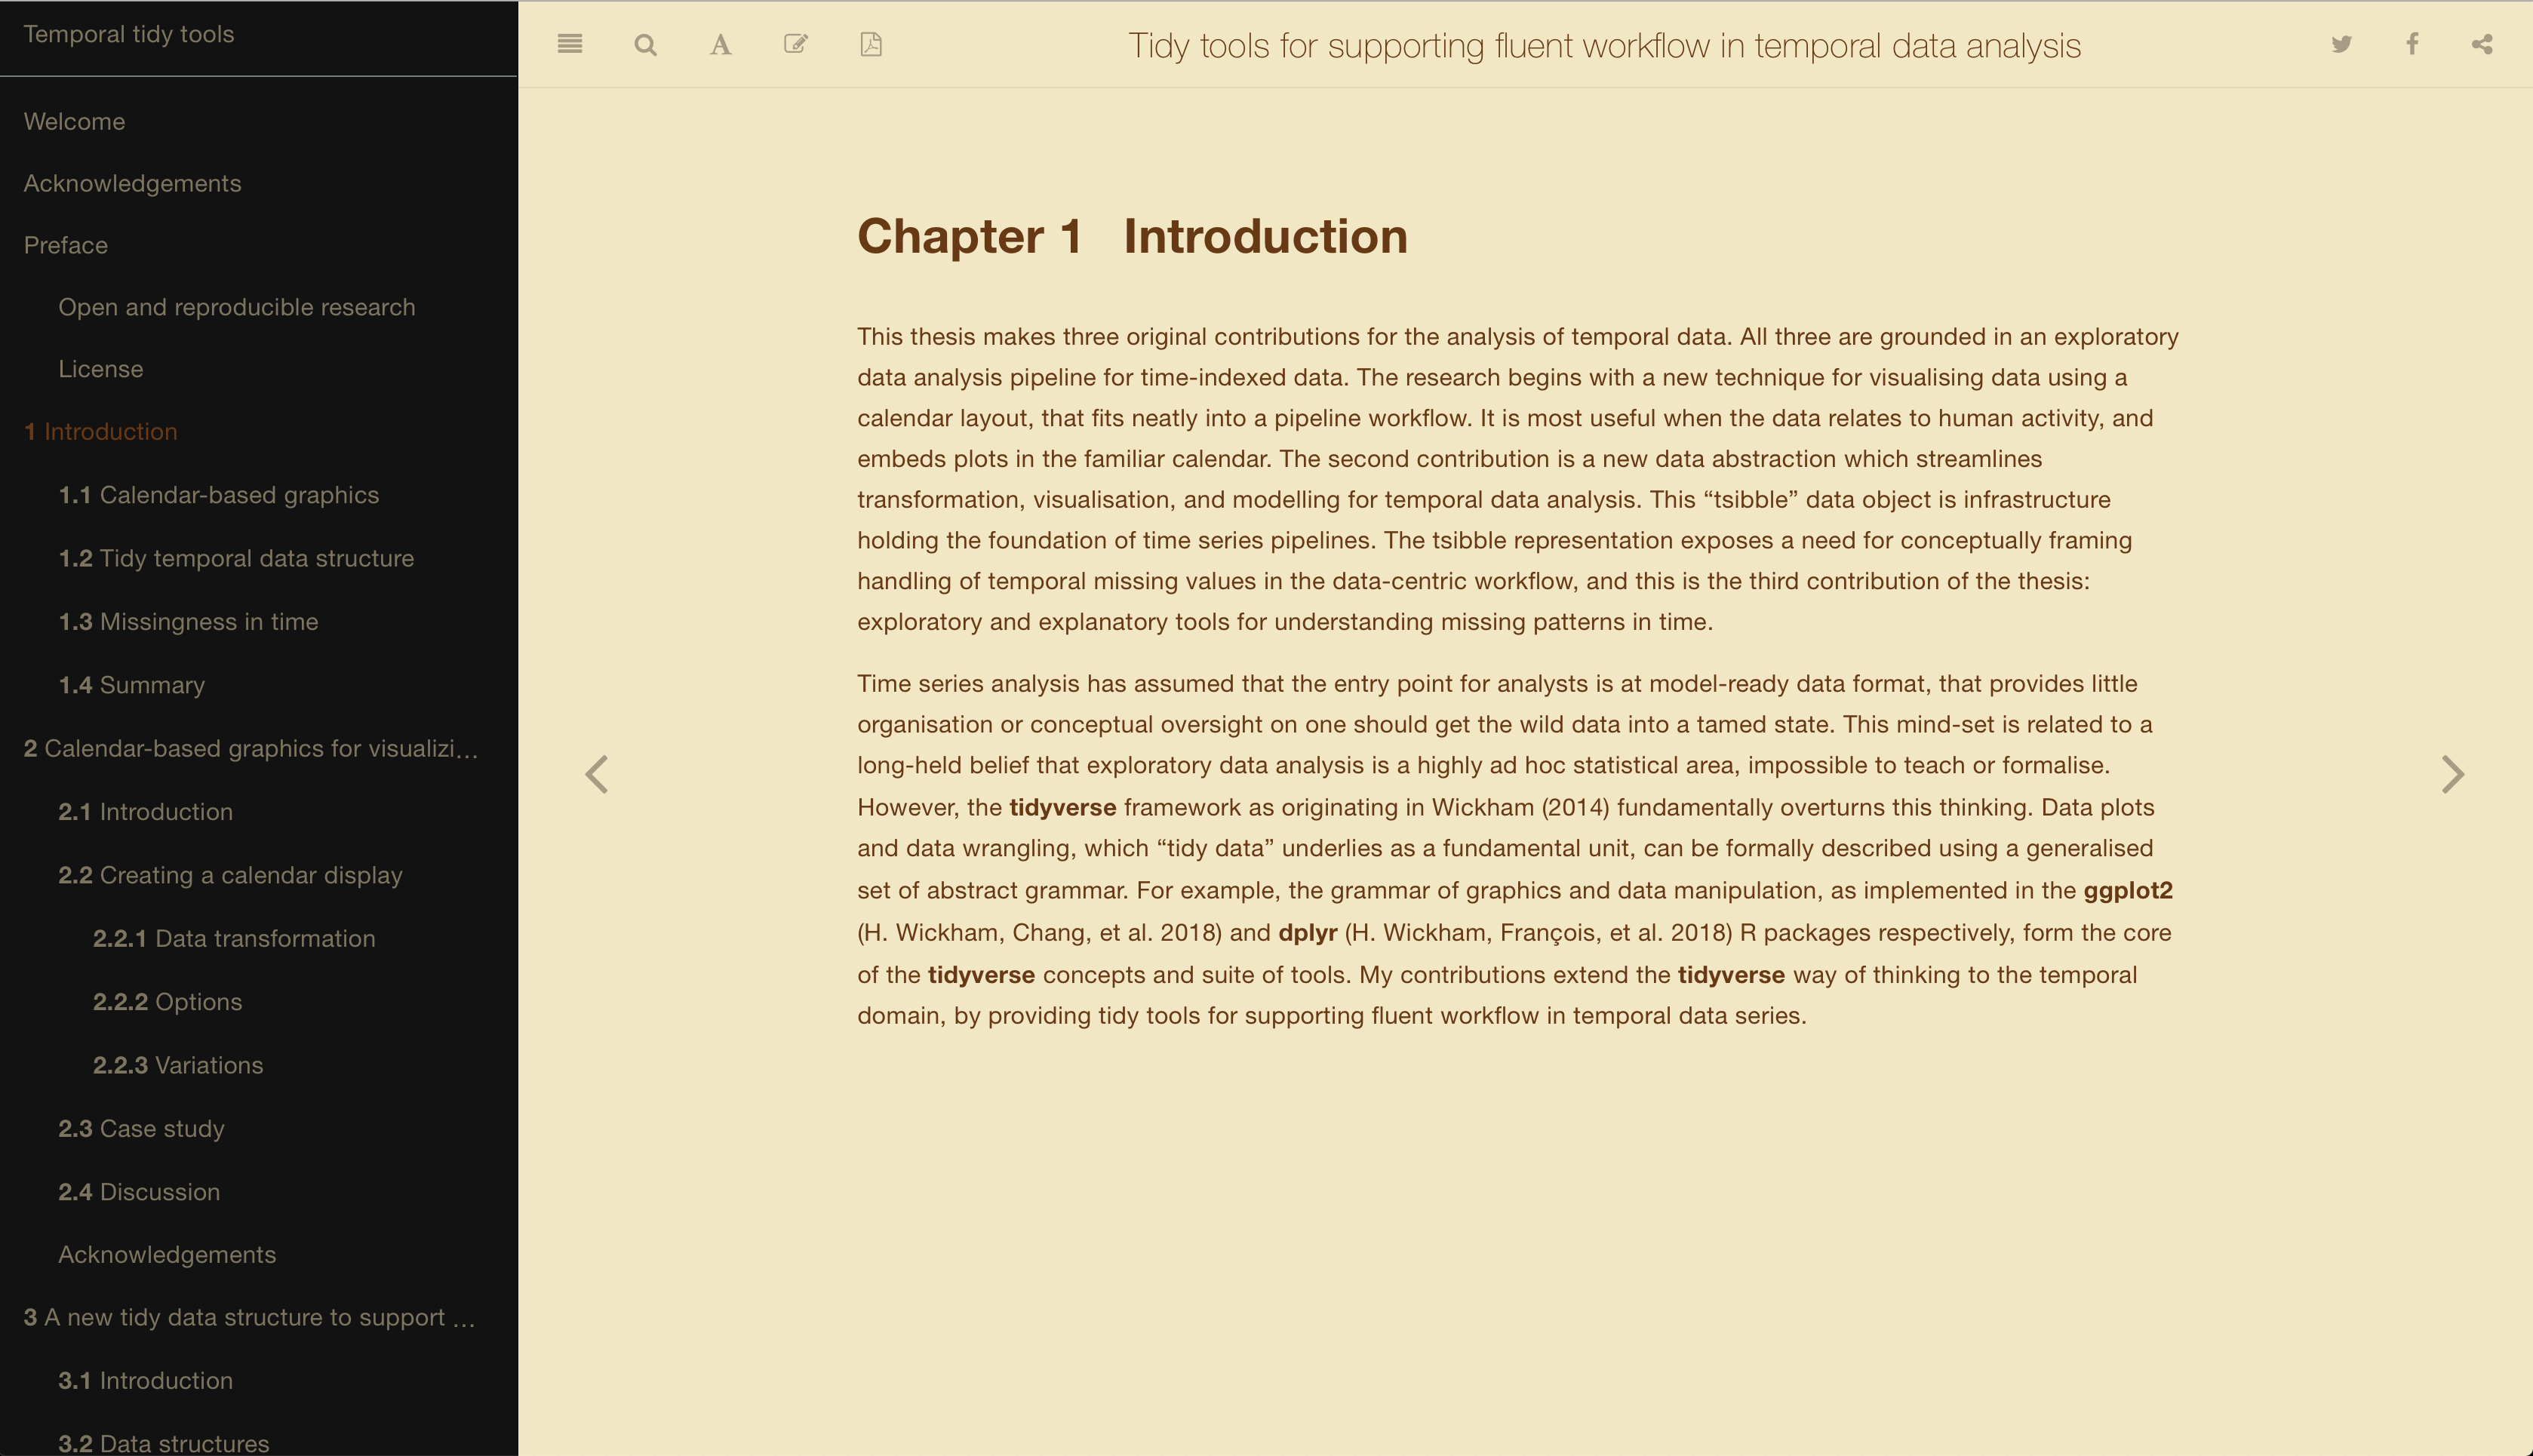 Temporal tidy tools
Welcome
Acknowledgements
Preface
Open and reproducible research
License
1 Introduction
1.1 Calendar-based graphics
1.2 Tidy temporal data structure
1.3 Missingness in time
1.4 Summary
2 Calendar-based graphics for visualizi...
2.1 Introduction
2.2 Creating a calendar display
2.2.1 Data transformation
2.2.2 Options
2.2.3 Variations
2.3 Case study
2.4 Discussion
Acknowledgements
3 A new tidy data structure to support ...
3.1 Introduction
3.2 Data structures
Tidy tools for supporting fluent workflow in temporal data analysis
Chapter 1 Introduction
This thesis makes three original contributions for the analysis of temporal data. All three are grounded in an exploratory
data analysis pipeline for time-indexed data. The research begins with a new technique for visualising data using a
calendar layout, that fits neatly into a pipeline workflow. It is most useful when the data relates to human activity, and
embeds plots in the familiar calendar. The second contribution is a new data abstraction which streamlines
transformation, visualisation, and modelling for temporal data analysis. This “tsibble” data object is infrastructure
holding the foundation of time series pipelines. The tsibble representation exposes a need for conceptually framing
handling of temporal missing values in the data-centric workflow, and this is the third contribution of the thesis:
exploratory and explanatory tools for understanding missing patterns in time.
Time series analysis has assumed that the entry point for analysts is at model-ready data format, that provides little
organisation or conceptual oversight on one should get the wild data into a tamed state. This mind-set is related to a
long-held belief that exploratory data analysis is a highly ad hoc statistical area, impossible to teach or formalise.
However, the tidyverse framework as originating in Wickham (2014) fundamentally overturns this thinking. Data plots
and data wrangling, which “tidy data” underlies as a fundamental unit, can be formally described using a generalised
set of abstract grammar. For example, the grammar of graphics and data manipulation, as implemented in the ggplot2
(H. Wickham, Chang, et al. 2018) and dplyr (H. Wickham, François, et al. 2018) R packages respectively, form the core
of the tidyverse concepts and suite of tools. My contributions extend the tidyverse way of thinking to the temporal
domain, by providing tidy tools for supporting fluent workflow in temporal data series.